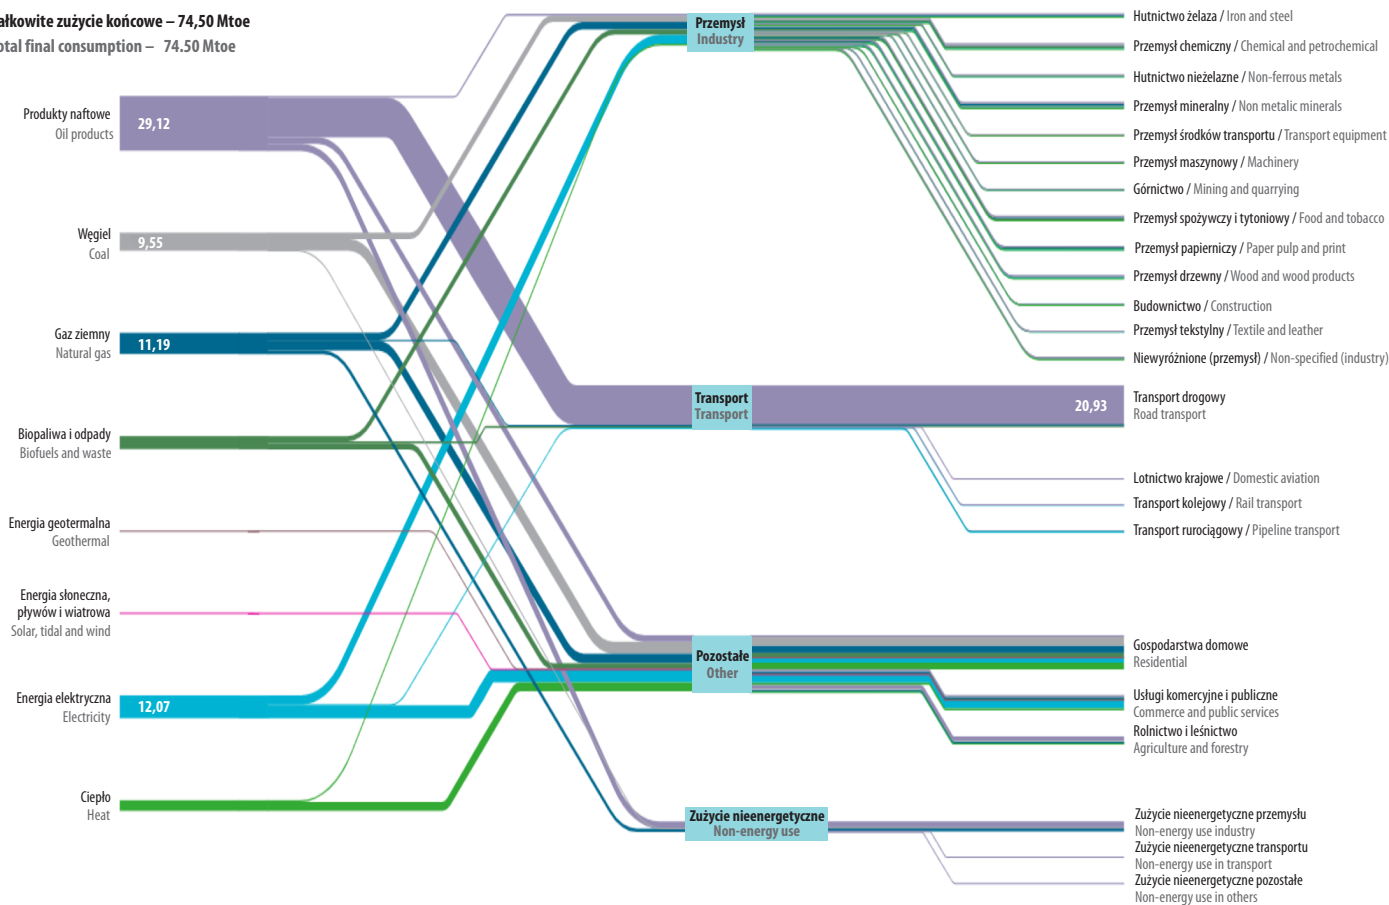 ałkowite zużycie końcowe – 74,50 Mtoe
otal final consumption – 74.50 Mtoe
Produkty naftowe
Oil products
29,12
Węgiel
Coal
9,55
Gaz ziemny
Natural gas
11,19
Biopaliwa i odpady
Biofuels and waste
Energia geotermalna
Geothermal
Energia słoneczna,
pływów i wiatrowa
Solar, tidal and wind
Energia elektryczna
Electricity
12,07
Ciepło
Heat
Przemysł
Industry
Transport
Transport
Pozostałe
Other
Zużycie nieenergetyczne
Non-energy use
Hutnictwo żelaza / Iron and steel
Przemysł chemiczny / Chemical and petrochemical
Hutnictwo nieżelazne / Non-ferrous metals
Przemysł mineralny / Non metalic minerals
Przemysł środków transportu / Transport equipment
Przemysł maszynowy / Machinery
Górnictwo / Mining and quarrying
Przemysł spożywczy i tytoniowy / Food and tobacco
Przemysł papierniczy / Paper pulp and print
Przemysł drzewny / Wood and wood products
Budownictwo / Construction
Przemysł tekstylny / Textile and leather
Niewyróżnione (przemysł) / Non-specified (industry)
20,93
Transport drogowy
Road transport
Lotnictwo krajowe / Domestic aviation
Transport kolejowy / Rail transport
Transport rurociągowy / Pipeline transport
Gospodarstwa domowe
Residential
Usługi komercyjne i publiczne
Commerce and public services
Rolnictwo i leśnictwo
Agriculture and forestry
Zużycie nieenergetyczne przemysłu
Non-energy use industry
Zużycie nieenergetyczne transportu
Non-energy use in transport
Zużycie nieenergetyczne pozostałe
Non-energy use in others